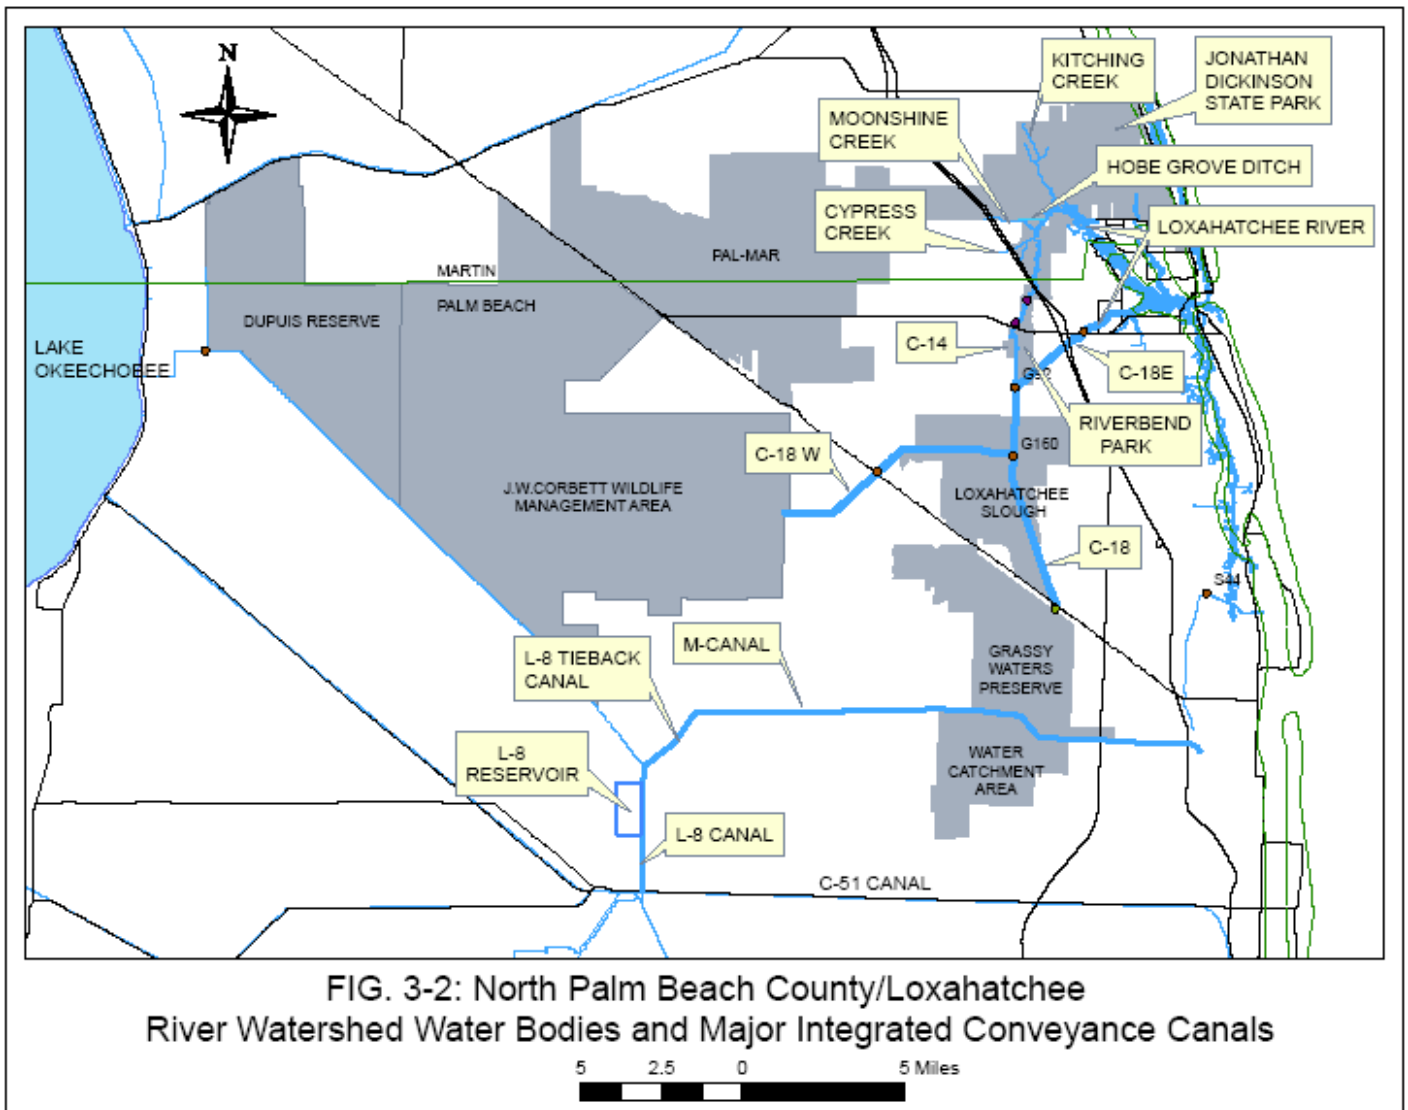 N
KITCHING
CREEK
JONATHAN
DICKINSON
STATE PARK
MOONSHINE
CREEK
HOBE GROVE DITCH
CYPRESS
CREEK
LOXAHATCHEE RIVER
PAL-MAR
MARTIN
PALM BEACH
DUPUIS RESERVE
LAKE
OKEECHOBEE
C-14
C-18E
G92
RIVERBEND
PARK
G160
C-18 W
J.W.CORBETT WILDLIFE
MANAGEMENT AREA
LOXAHATCHEE
SLOUGH
C-18
S44
M-CANAL
L-8 TIEBACK
CANAL
GRASSY
WATERS
PRESERVE
L-8
RESERVOIR
WATER
CATCHMENT
AREA
L-8 CANAL
C-51 CANAL
FIG. 3-2: North Palm Beach County/Loxahatchee
River Watershed Water Bodies and Major Integrated Conveyance Canals
5 2.5 0 5 Miles